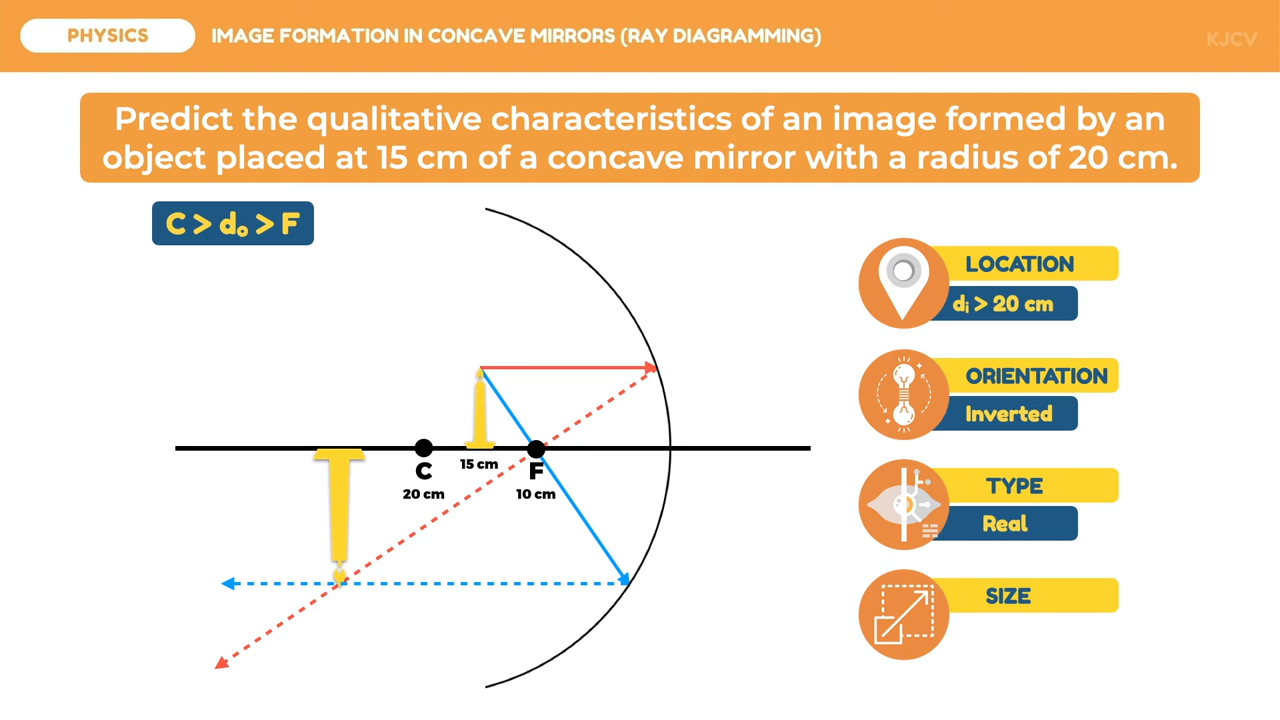 PHYSICS
IMAGE FORMATION IN CONCAVE MIRRORS (RAY DIAGRAMMING)
KJCV
Predict the qualitative characteristics of an image formed by an
object placed at 15 cm of a concave mirror with a radius of 20 cm.
C > dₒ > F
LOCATION
dᵢ > 20 cm
ORIENTATION
Inverted
C
15 cm
F
20 cm
10 cm
TYPE
Real
SIZE